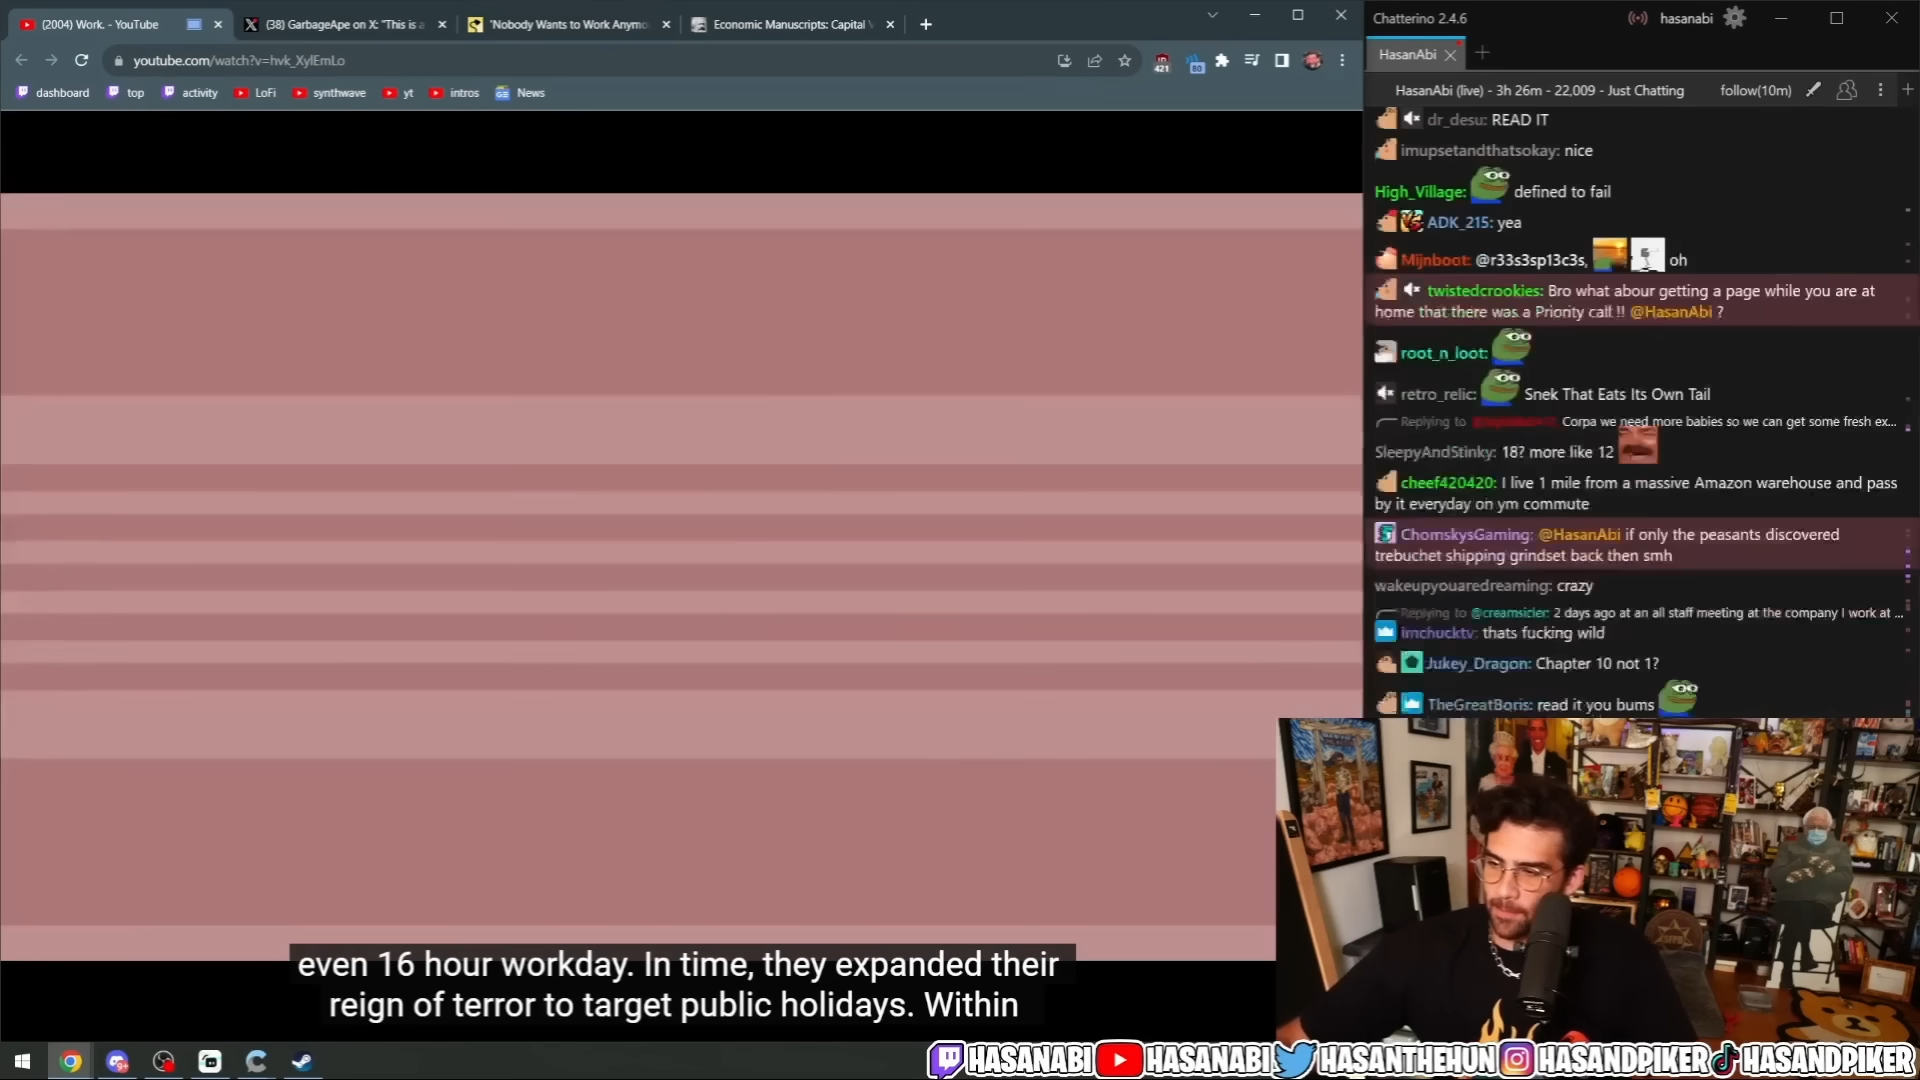 (2004) Work. - YouTube
(38) GarbageApe on X: "This is a
'Nobody Wants to Work Anymo
Economic Manuscripts: Capital V
youtube.com/watch?v=hvk_XylEmLo
421
80
dashboard
top
activity
LoFi
synthwave
yt
intros
News
Chatterino 2.4.6
hasanabi
HasanAbi
HasanAbi (live) - 3h 26m - 22,009 - Just Chatting
follow(10m)
dr_desu: READ IT
imupsetandthatsokay: nice
High_Village: defined to fail
ADK_215: yea
Mijnboot: @r33s3sp13c3s, oh
twistedcrookies: Bro what abour getting a page while you are at
home that there was a Priority call !! @HasanAbi ?
root_n_loot:
retro_relic: Snek That Eats Its Own Tail
Replying to Corpa we need more babies so we can get some fresh ex...
SleepyAndStinky: 18? more like 12
cheef420420: I live 1 mile from a massive Amazon warehouse and pass
by it everyday on ym commute
ChomskysGaming: @HasanAbi if only the peasants discovered
trebuchet shipping grindset back then smh
wakeupyouaredreaming: crazy
Replying to @creamsicler: 2 days ago at an all staff meeting at the company I work at ...
imchucktv: thats fucking wild
Jukey_Dragon: Chapter 10 not 1?
TheGreatBoris: read it you bums
even 16 hour workday. In time, they expanded their
reign of terror to target public holidays. Within
HASANABI HASANABI HASANTHEHUN HASANDPIKER HASANDPIKER